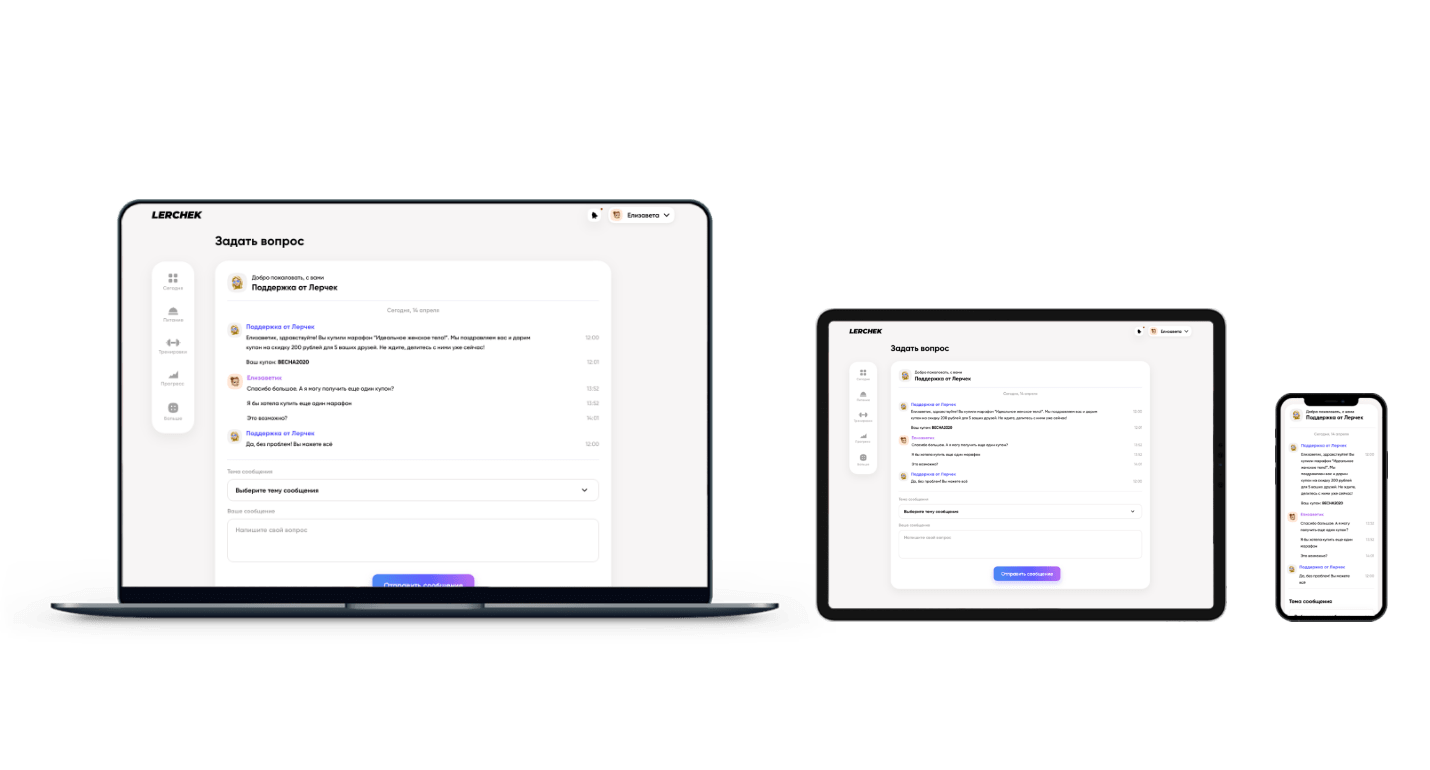 LERCHEK
Елизавета
Задать вопрос
Сегодня
Питание
Тренировки
Прогресс
Больше
Добро пожаловать, с вами
Поддержка от Лерчек
Сегодня, 14 апреля
Поддержка от Лерчек
Елизаветик, здравствуйте! Вы купили марафон "Идеальное женское тело!". Мы поздравляем вас и дарим 12:00
купон на скидку 200 рублей для 5 ваших друзей. Не ждите, делитесь с ними уже сейчас!
Ваш купон: ВЕСНА2020 12:01
Елизаветик
Спасибо большое. А я могу получить еще один купон? 13:52
Я бы хотела купить еще один марафон 13:52
Это возможно? 14:01
Поддержка от Лерчек
Да, без проблем! Вы можете всё 12:00
Тема сообщения
Выберите тему сообщения
Ваше сообщение
Напишите свой вопрос
Отправить сообщение
LERCHEK
Елизавета
Задать вопрос
Добро пожаловать, с вами
Поддержка от Лерчек
Сегодня, 14 апреля
Поддержка от Лерчек
Елизаветик, здравствуйте! Вы купили марафон "Идеальное женское тело!". Мы поздравляем вас и дарим 12:00
купон на скидку 200 рублей для 5 ваших друзей. Не ждите, делитесь с ними уже сейчас!
Ваш купон: ВЕСНА2020 12:01
Елизаветик
Спасибо большое. А я могу получить еще один купон? 13:52
Я бы хотела купить еще один марафон 13:52
Это возможно? 14:01
Поддержка от Лерчек
Да, без проблем! Вы можете всё 12:00
Тема сообщения
Выберите тему сообщения
Ваше сообщение
Напишите свой вопрос
Отправить сообщение
Добро пожаловать, с вами
Поддержка от Лерчек
Сегодня, 14 апреля
Поддержка от Лерчек
Елизаветик, здравствуйте! Вы 12:00
купили марафон "Идеальное
женское тело!". Мы
поздравляем вас и дарим
купон на скидку 200 рублей
для 5 ваших друзей. Не ждите,
делитесь с ними уже сейчас!
Ваш купон: ВЕСНА2020
Елизаветик
Спасибо большое. А я могу 13:52
получить еще один купон?
Я бы хотела купить еще один 13:52
марафон
Это возможно? 14:01
Поддержка от Лерчек
Да, без проблем! Вы можете 12:00
всё
Тема сообщения